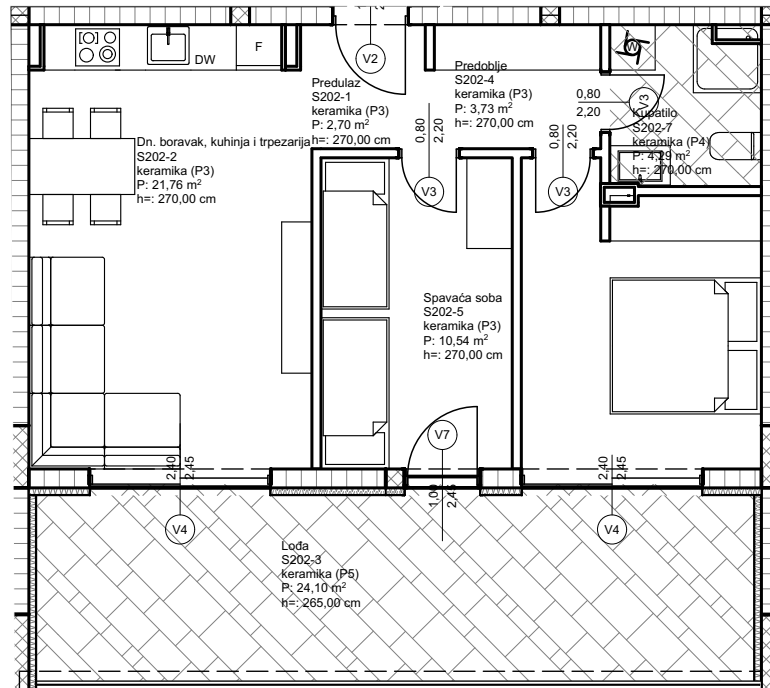 DW
F
V2
W
Predulaz
S202-1
keramika (P3)
P: 2,70 m²
h=: 270,00 cm
Predoblje
S202-4
keramika (P3)
P: 3,73 m²
h=: 270,00 cm
0,80
2,20
V3
Kupatilo
S202-7
keramika (P4)
P: 4,29 m²
h=: 270,00 cm
Dn. boravak, kuhinja i trpezarija
S202-2
keramika (P3)
P: 21,76 m²
h=: 270,00 cm
0,80
2,20
V3
0,80
2,20
V3
Spavaća soba
S202-5
keramika (P3)
P: 10,54 m²
h=: 270,00 cm
V7
1,00
2,45
2,40
2,45
V4
2,40
2,45
V4
Lođa
S202-3
keramika (P5)
P: 24,10 m²
h=: 265,00 cm